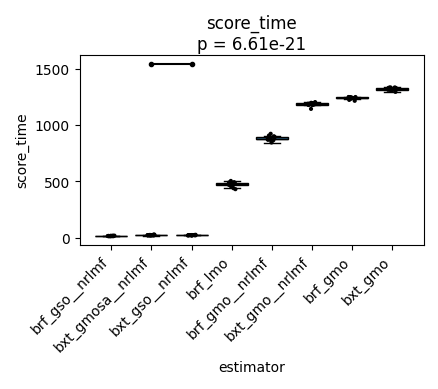 score_time
p = 6.61e-21
score_time
1500
1000
500
0
brf_gso__nrlmf
bxt_gmosa__nrlmf
bxt_gso__nrlmf
brf_lmo
brf_gmo__nrlmf
bxt_gmo__nrlmf
brf_gmo
bxt_gmo
estimator